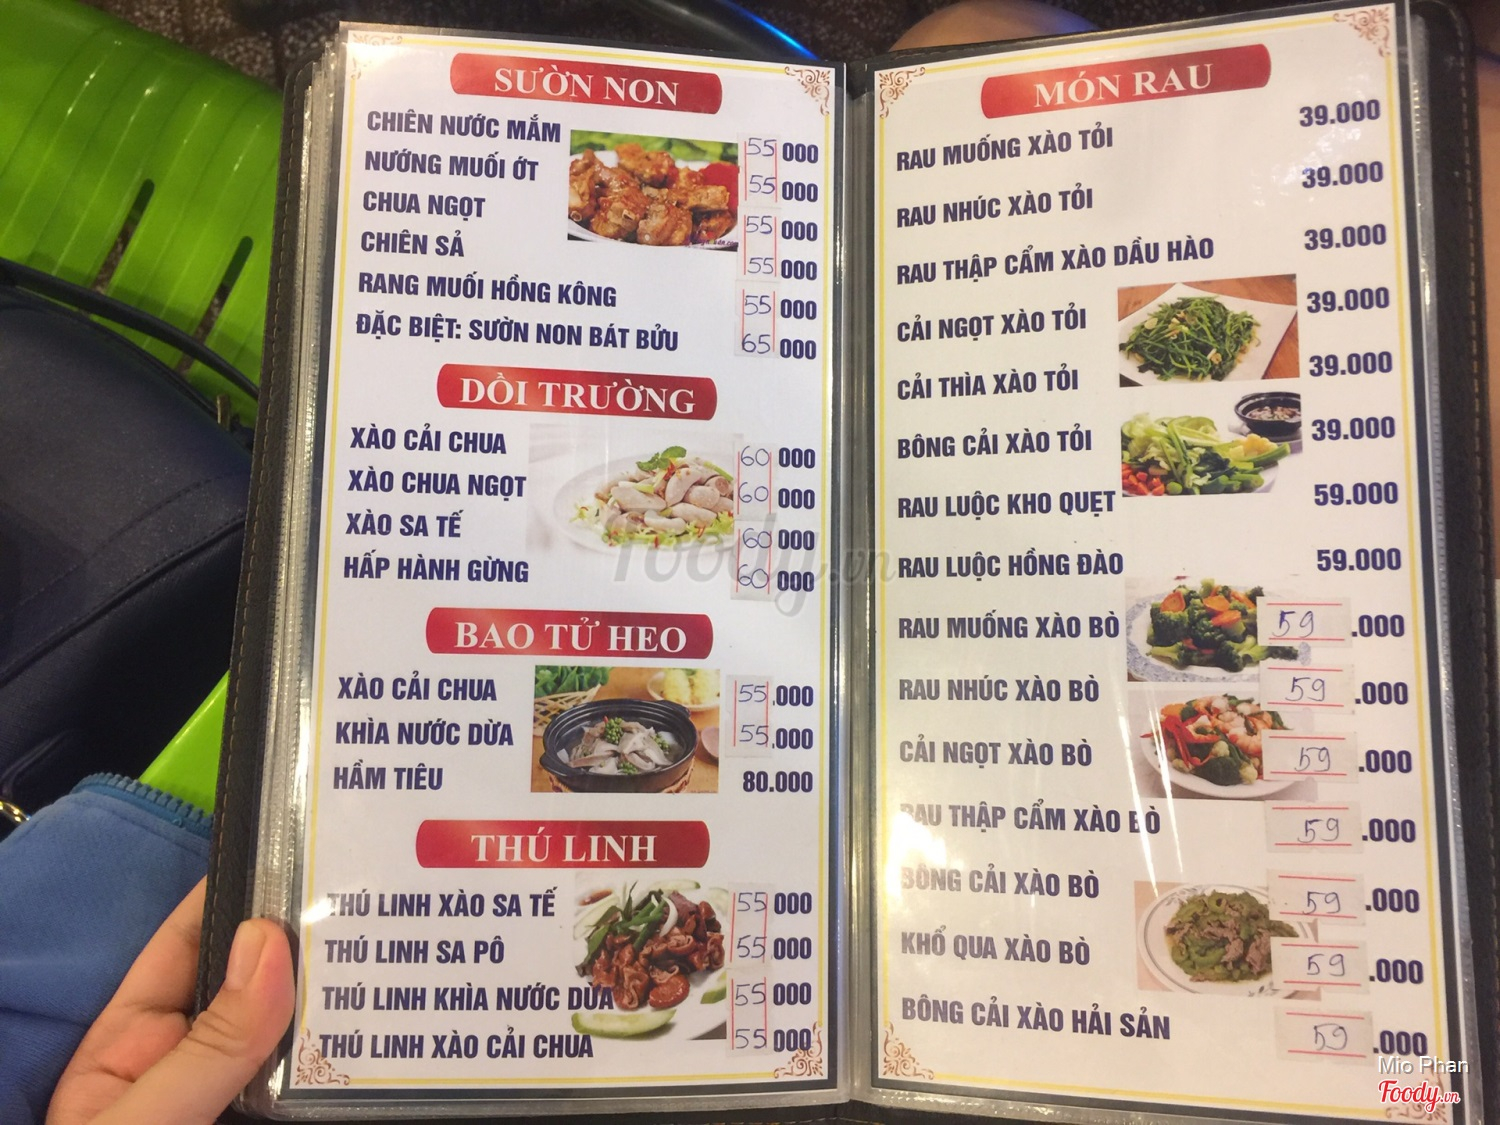 SƯỜN NON
CHIÊN NƯỚC MẮM 55 000
NƯỚNG MUỐI ỚT 55 000
CHUA NGỌT 55 000
CHIÊN SẢ 55 000
RANG MUỐI HỒNG KÔNG 55 000
ĐẶC BIỆT: SƯỜN NON BÁT BỬU 65 000
DỒI TRƯỜNG
XÀO CẢI CHUA 60 000
XÀO CHUA NGỌT 60 000
XÀO SA TẾ 60 000
HẤP HÀNH GỪNG 60 000
BAO TỬ HEO
XÀO CẢI CHUA 55.000
KHÌA NƯỚC DỪA 55.000
HẦM TIÊU 80.000
THÚ LINH
THÚ LINH XÀO SA TẾ 55 000
THÚ LINH SA PÔ 55 000
THÚ LINH KHÌA NƯỚC DỪA 55 000
THÚ LINH XÀO CẢI CHUA 55 000
MÓN RAU
RAU MUỐNG XÀO TỎI 39.000
RAU NHÚC XÀO TỎI 39.000
RAU THẬP CẨM XÀO DẦU HÀO 39.000
CẢI NGỌT XÀO TỎI 39.000
CẢI THÌA XÀO TỎI 39.000
BÔNG CẢI XÀO TỎI 39.000
RAU LUỘC KHO QUẸT 59.000
RAU LUỘC HỒNG ĐÀO 59.000
RAU MUỐNG XÀO BÒ 59 .000
RAU NHÚC XÀO BÒ 59 .000
CẢI NGỌT XÀO BÒ 59 .000
RAU THẬP CẨM XÀO BÒ 59 .000
BÔNG CẢI XÀO BÒ 59 .000
KHỔ QUA XÀO BÒ 59 .000
BÔNG CẢI XÀO HẢI SẢN 59 .000
Foody.vn
Mio Phan
Foody.vn